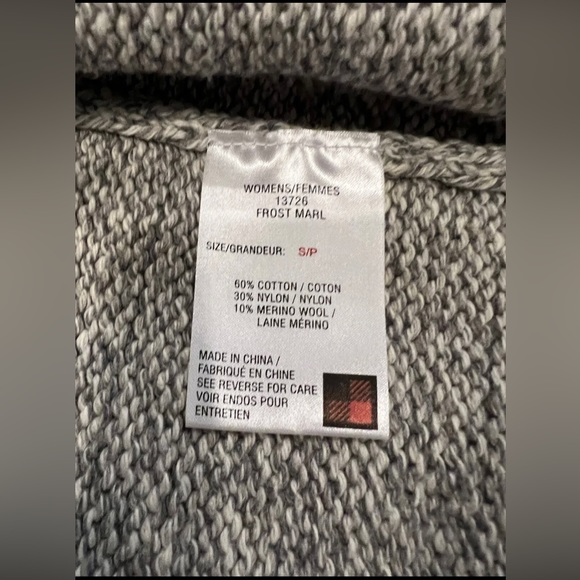 WOMENS/FEMMES
13726
FROST MARL
SIZE/GRANDEUR: S/P
60% COTTON / COTON
30% NYLON / NYLON
10% MERINO WOOL /
LAINE MÉRINO
MADE IN CHINA /
FABRIQUÉ EN CHINE
SEE REVERSE FOR CARE
VOIR ENDOS POUR
ENTRETIEN